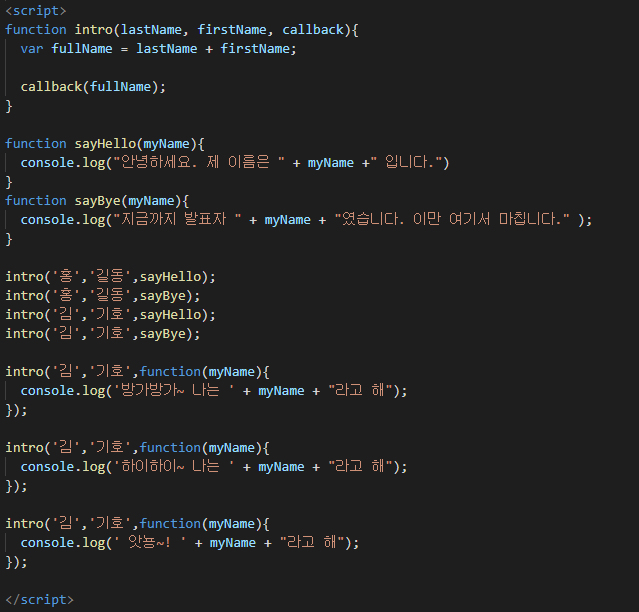 <script>
function intro(lastName, firstName, callback){
var fullName = lastName + firstName;
callback(fullName);
}
function sayHello(myName){
console.log("안녕하세요. 제 이름은 " + myName +" 입니다.")
}
function sayBye(myName){
console.log("지금까지 발표자 " + myName + "였습니다. 이만 여기서 마칩니다." );
}
intro('홍','길동',sayHello);
intro('홍','길동',sayBye);
intro('김','기호',sayHello);
intro('김','기호',sayBye);
intro('김','기호',function(myName){
console.log('방가방가~ 나는 ' + myName + "라고 해");
});
intro('김','기호',function(myName){
console.log('하이하이~ 나는 ' + myName + "라고 해");
});
intro('김','기호',function(myName){
console.log(' 앗뇽~! ' + myName + "라고 해");
});
</script>